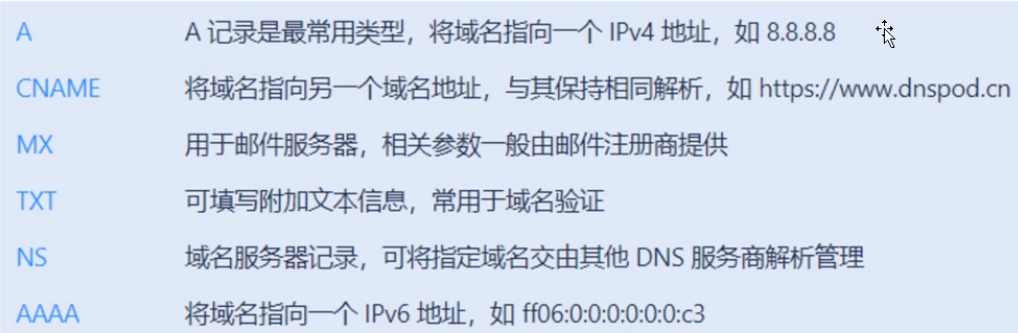 A A 记录是最常用类型，将域名指向一个 IPv4 地址，如 8.8.8.8
CNAME 将域名指向另一个域名地址，与其保持相同解析，如 https://www.dnspod.cn
MX 用于邮件服务器，相关参数一般由邮件注册商提供
TXT 可填写附加文本信息，常用于域名验证
NS 域名服务器记录，可将指定域名交由其他 DNS 服务商解析管理
AAAA 将域名指向一个 IPv6 地址，如 ff06:0:0:0:0:0:0:c3